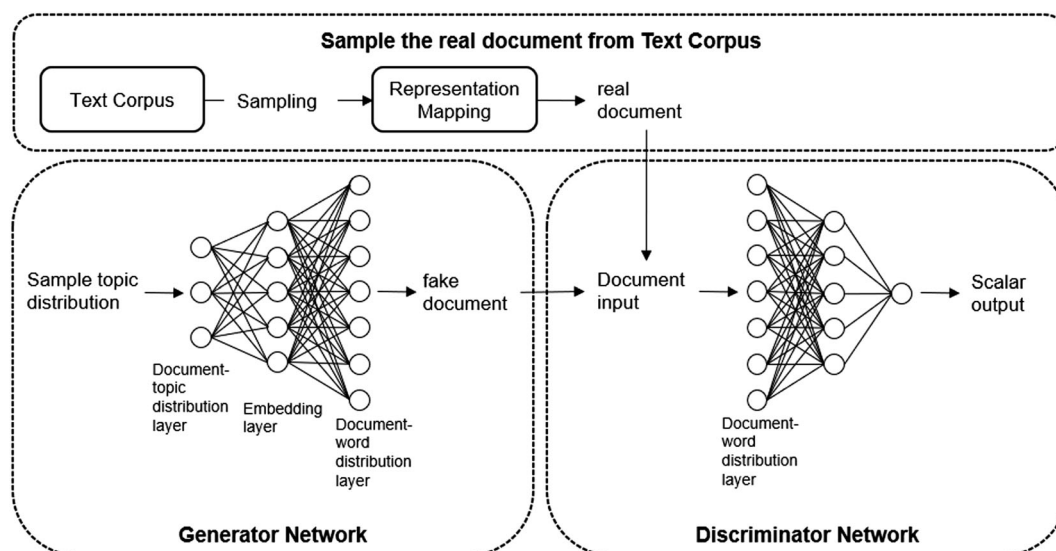 Sample the real document from Text Corpus
Text Corpus
Sampling
Representation
Mapping
real
document
Sample topic
distribution
Document-
topic
distribution
layer
Embedding
layer
Document-
word
distribution
layer
fake
document
Generator Network
Document
input
Document-
word
distribution
layer
Scalar
output
Discriminator Network